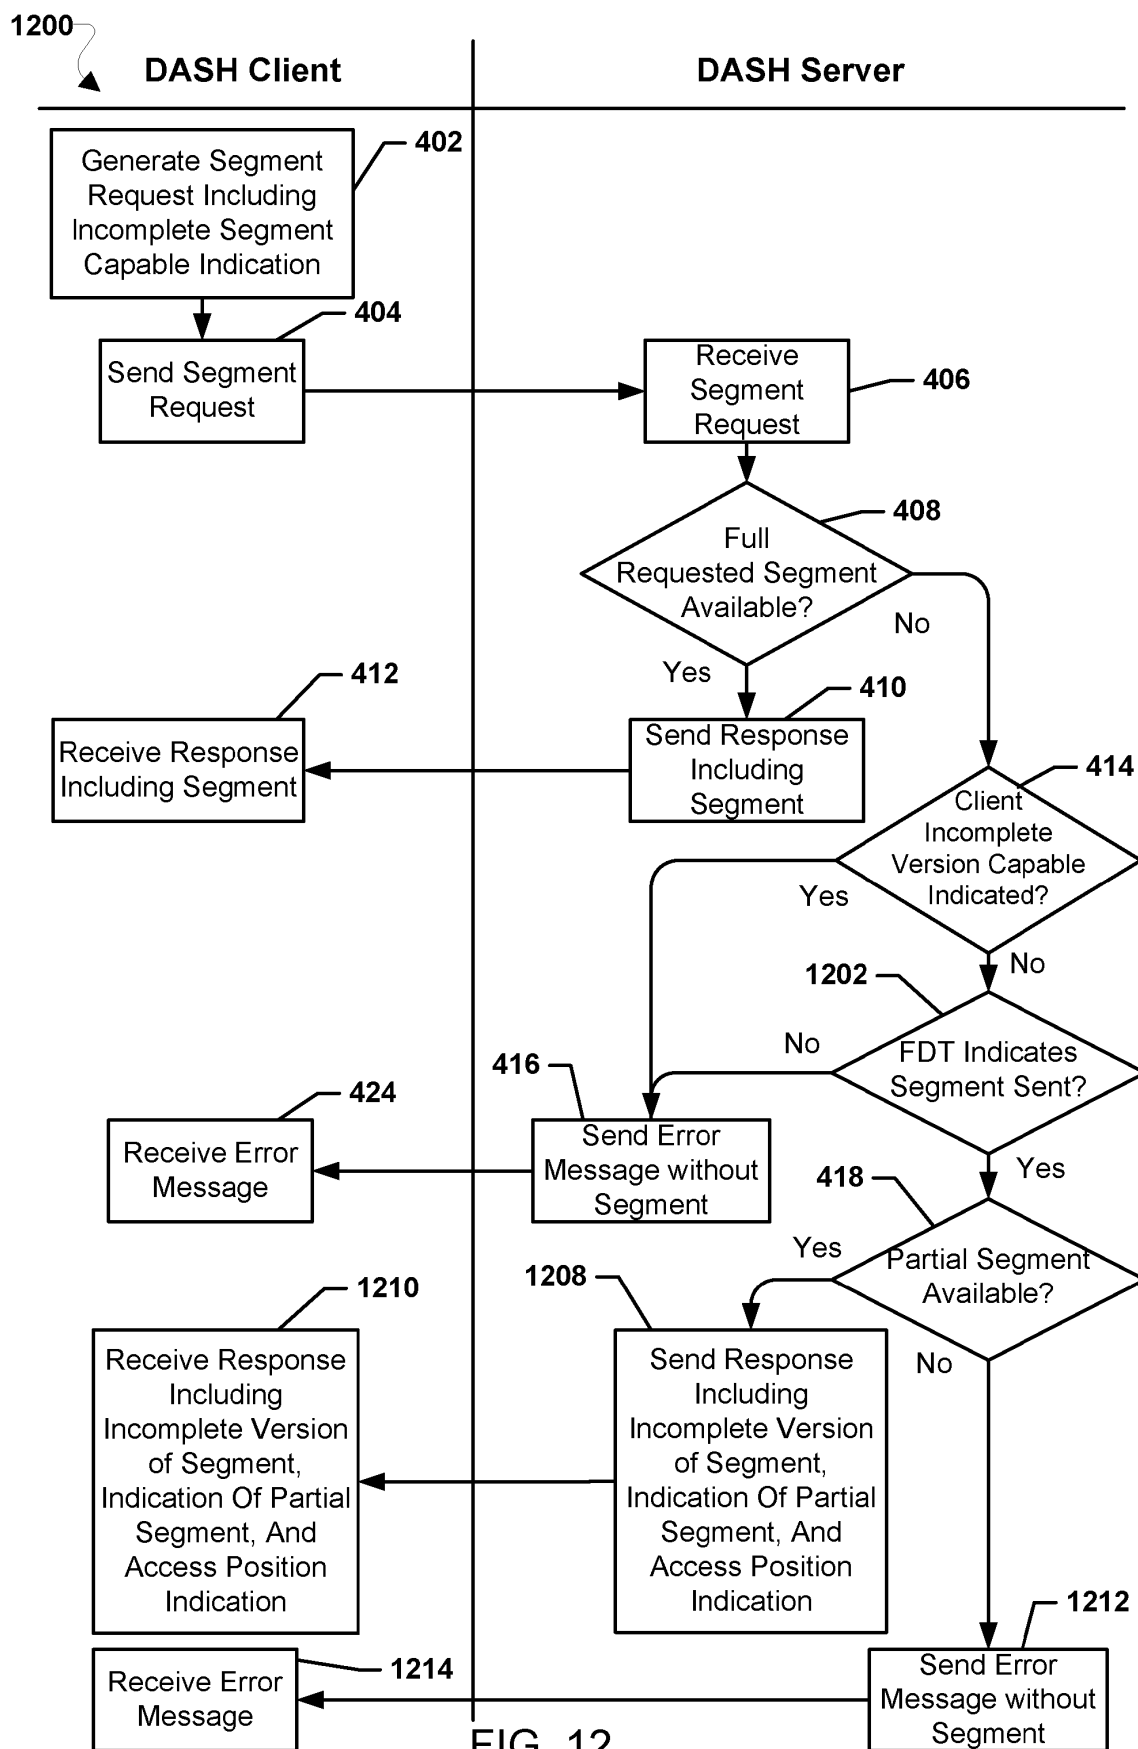 1200
DASH Client
DASH Server
Generate Segment
Request Including
Incomplete Segment
Capable Indication
402
404
Send Segment
Request
Receive
Segment
Request
406
408
Full
Requested Segment
Available?
No
Yes
412
410
Receive Response
Including Segment
Send Response
Including
Segment
414
Client
Incomplete
Version Capable
Indicated?
Yes
No
1202
No
FDT Indicates
Segment Sent?
416
424
Receive Error
Message
Send Error
Message without
Segment
Yes
418
Yes
Partial Segment
Available?
1208
1210
No
Receive Response
Including
Incomplete Version
of Segment,
Indication Of Partial
Segment, And
Access Position
Indication
Send Response
Including
Incomplete Version
of Segment,
Indication Of Partial
Segment, And
Access Position
Indication
1212
1214
Receive Error
Message
Send Error
Message without
Segment
FIG. 12